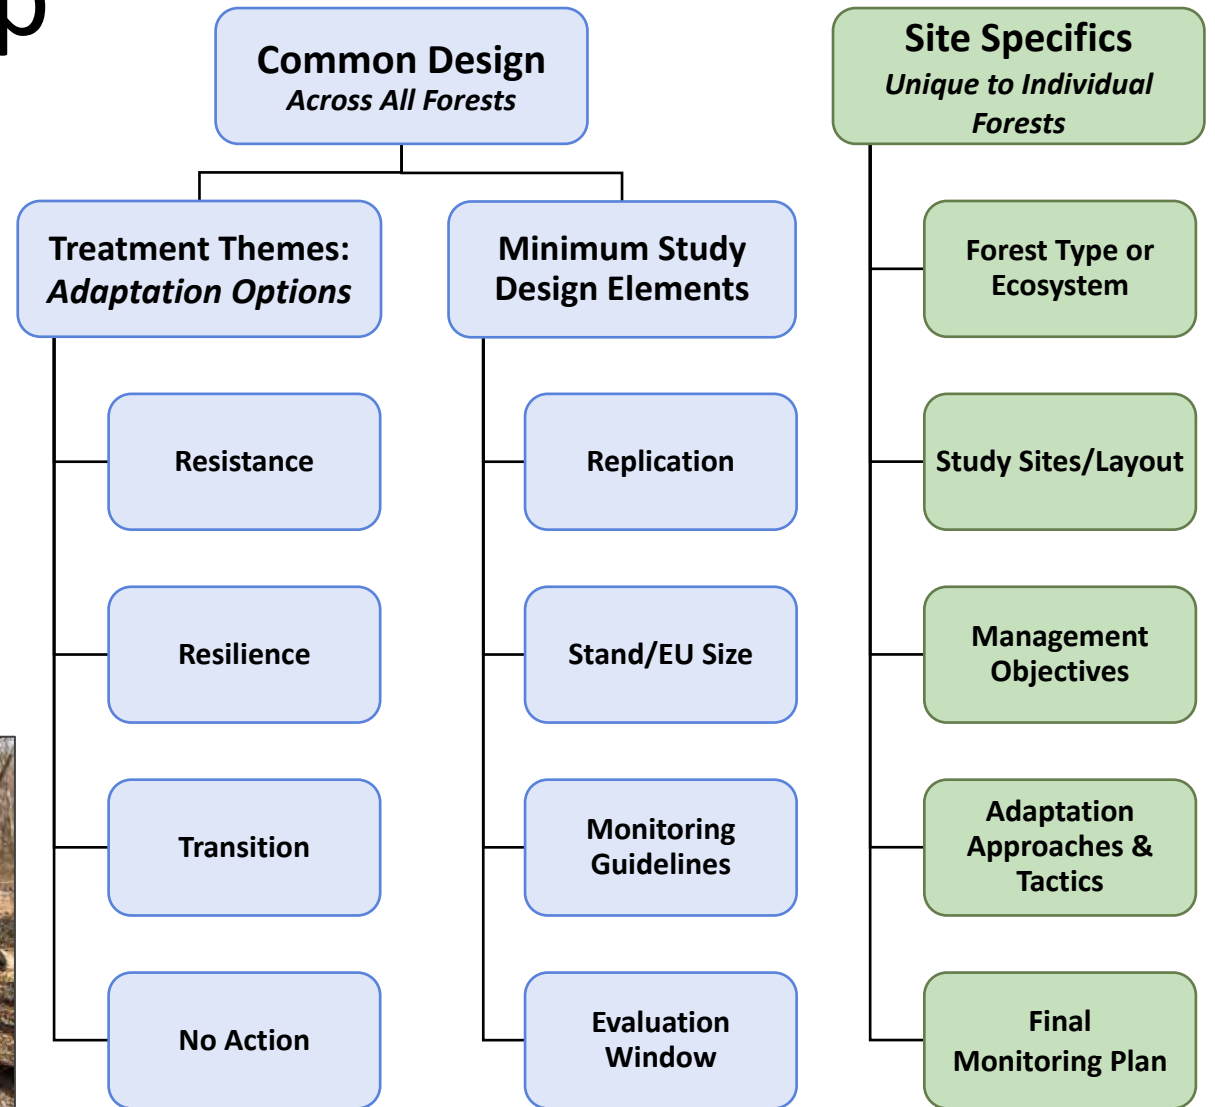 p
Common Design
Across All Forests
Treatment Themes:
Adaptation Options
Resistance
Resilience
Transition
No Action
Minimum Study
Design Elements
Replication
Stand/EU Size
Monitoring
Guidelines
Evaluation
Window
Site Specifics
Unique to Individual
Forests
Forest Type or
Ecosystem
Study Sites/Layout
Management
Objectives
Adaptation
Approaches &
Tactics
Final
Monitoring Plan